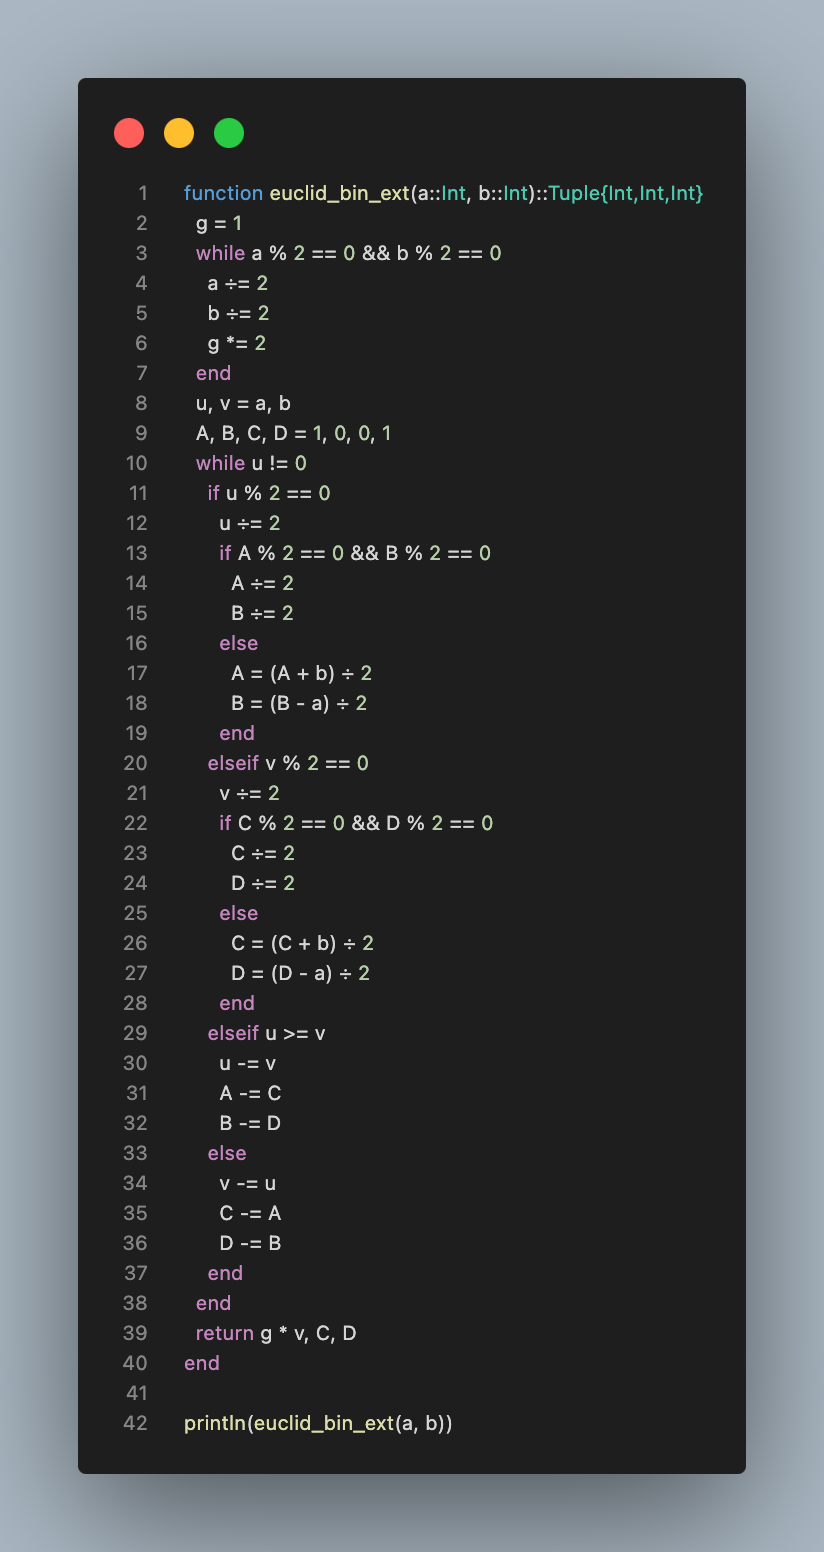 1 function euclid_bin_ext(a::Int, b::Int)::Tuple{Int,Int,Int}
2 g = 1
3 while a % 2 == 0 && b % 2 == 0
4 a ÷= 2
5 b ÷= 2
6 g *= 2
7 end
8 u, v = a, b
9 A, B, C, D = 1, 0, 0, 1
10 while u != 0
11 if u % 2 == 0
12 u ÷= 2
13 if A % 2 == 0 && B % 2 == 0
14 A ÷= 2
15 B ÷= 2
16 else
17 A = (A + b) ÷ 2
18 B = (B - a) ÷ 2
19 end
20 elseif v % 2 == 0
21 v ÷= 2
22 if C % 2 == 0 && D % 2 == 0
23 C ÷= 2
24 D ÷= 2
25 else
26 C = (C + b) ÷ 2
27 D = (D - a) ÷ 2
28 end
29 elseif u >= v
30 u -= v
31 A -= C
32 B -= D
33 else
34 v -= u
35 C -= A
36 D -= B
37 end
38 end
39 return g * v, C, D
40 end
41
42 println(euclid_bin_ext(a, b))